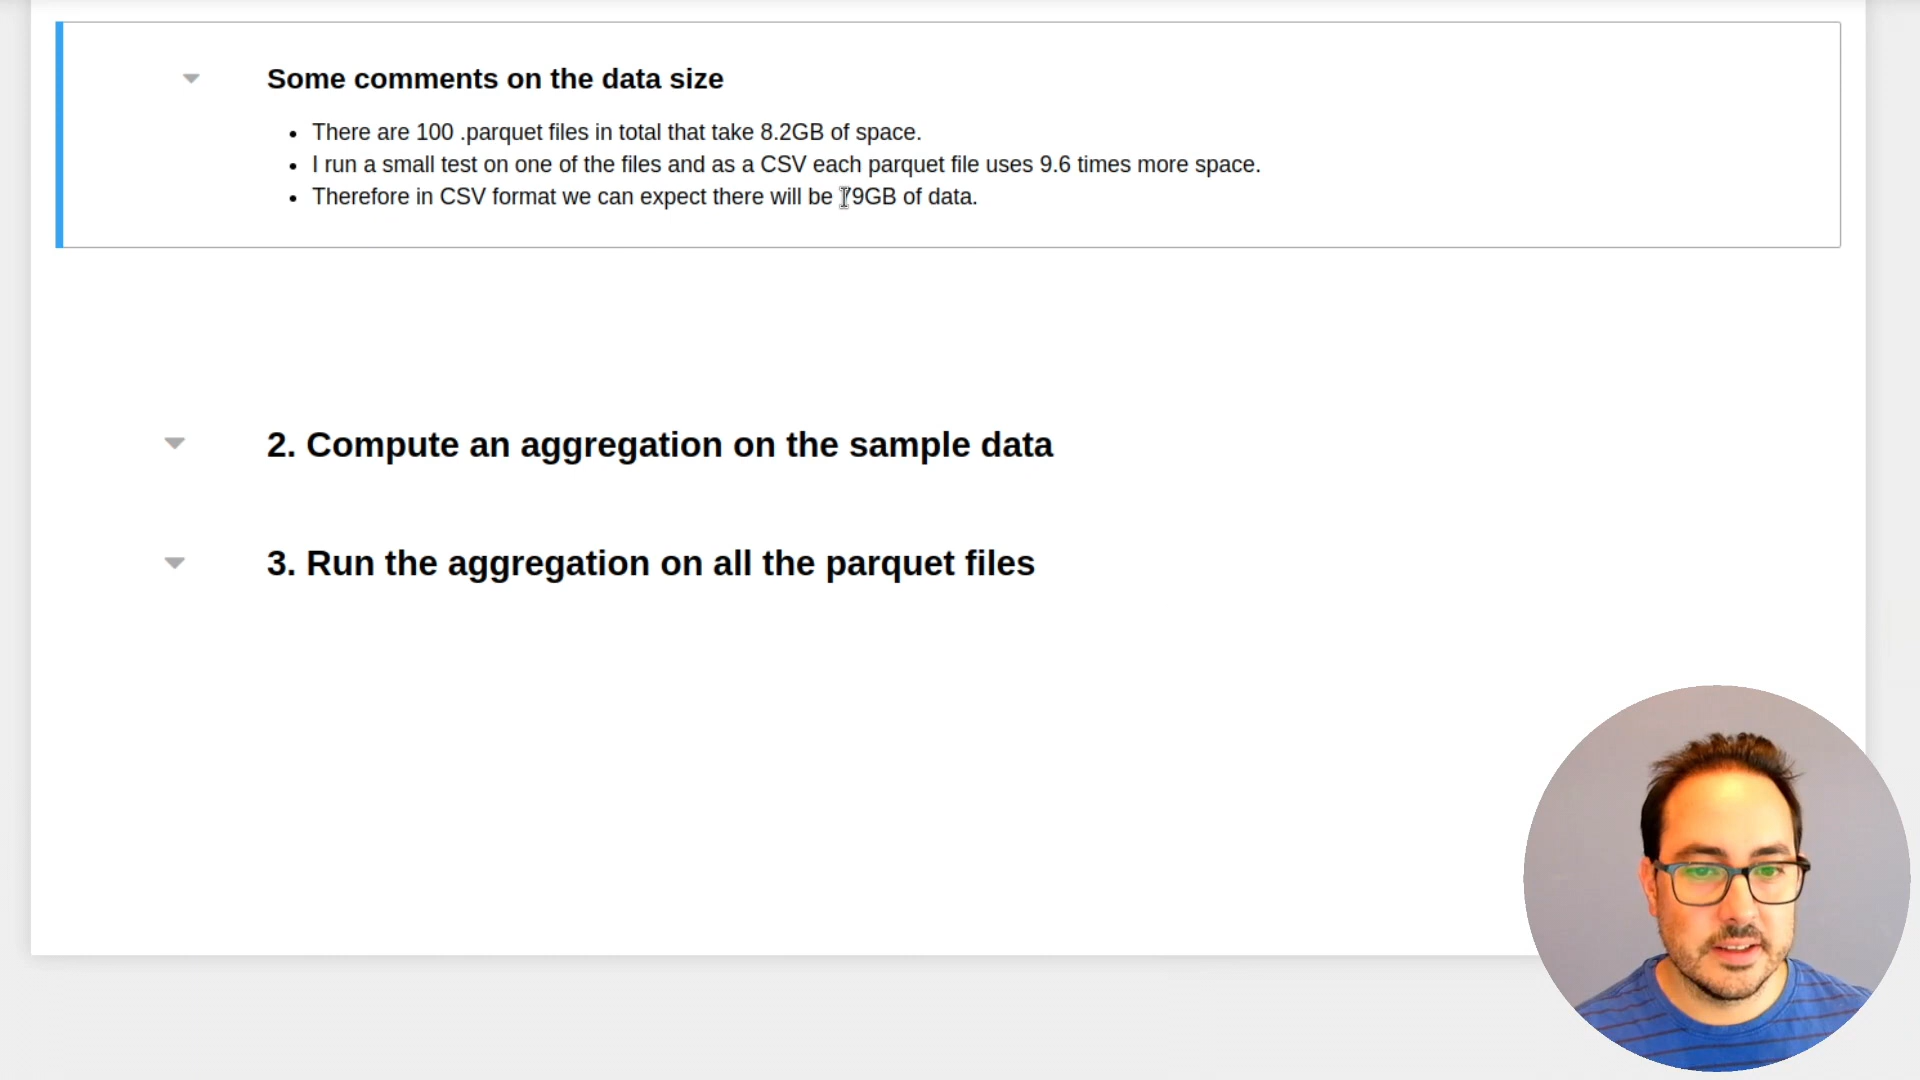 Some comments on the data size
• There are 100 .parquet files in total that take 8.2GB of space.
• I run a small test on one of the files and as a CSV each parquet file uses 9.6 times more space.
• Therefore in CSV format we can expect there will be 79GB of data.
2. Compute an aggregation on the sample data
3. Run the aggregation on all the parquet files